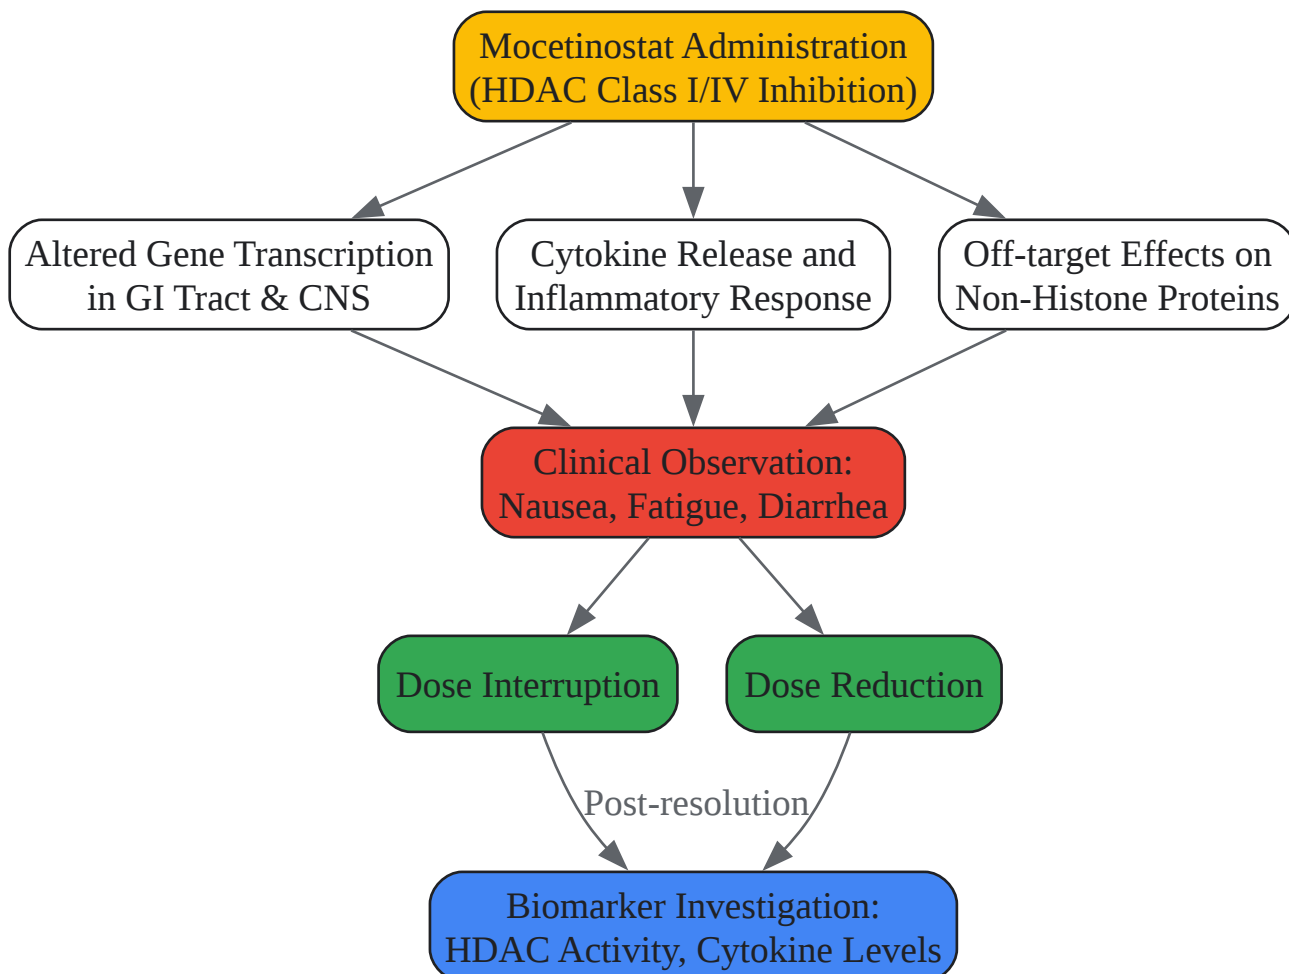 Mocetinostat Administration
(HDAC Class I/IV Inhibition)
Altered Gene Transcription
in GI Tract & CNS
Cytokine Release and
Inflammatory Response
Off-target Effects on
Non-Histone Proteins
Clinical Observation:
Nausea, Fatigue, Diarrhea
Dose Interruption
Dose Reduction
Post-resolution
Biomarker Investigation:
HDAC Activity, Cytokine Levels